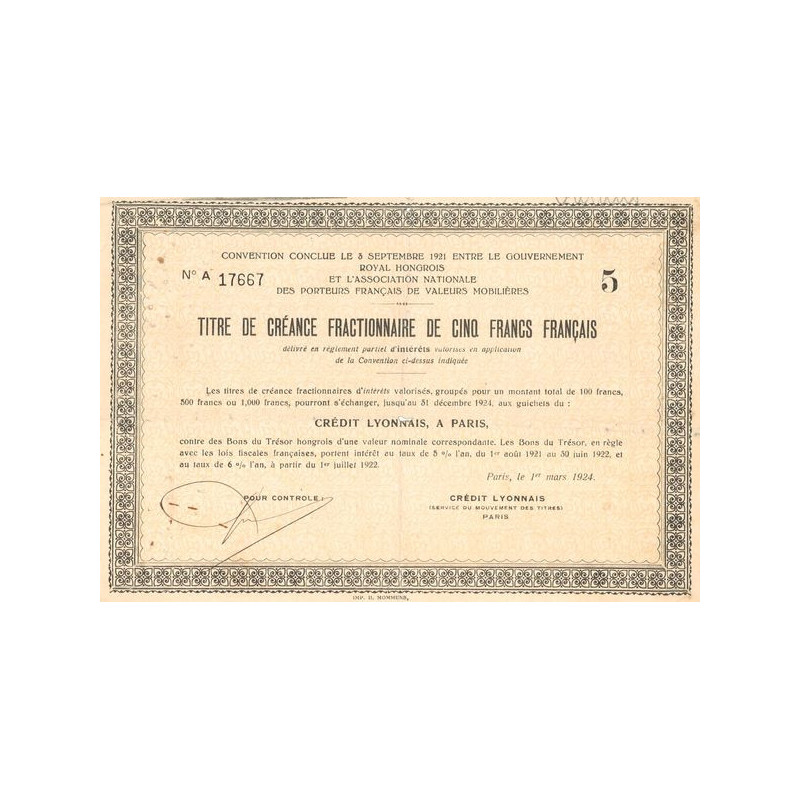 CONVENTION CONCLUE LE 3 SEPTEMBRE 1921 ENTRE LE GOUVERNEMENT
ROYAL HONGROIS
ET L'ASSOCIATION NATIONALE
DES PORTEURS FRANÇAIS DE VALEURS MOBILIÈRES
N° A 17667
5
TITRE DE CRÉANCE FRACTIONNAIRE DE CINQ FRANCS FRANÇAIS
délivré en règlement partiel d'intérêts valorisés en application
de la Convention ci-dessus indiquée
Les titres de créance fractionnaires d'intérêts valorisés, groupés pour un montant total de 100 francs,
500 francs ou 1,000 francs, pourront s'échanger, jusqu'au 31 décembre 1924, aux guichets du :
CRÉDIT LYONNAIS, A PARIS,
contre des Bons du Trésor hongrois d'une valeur nominale correspondante. Les Bons du Trésor, en règle
avec les lois fiscales françaises, portent intérêt au taux de 5 % l'an, du 1er août 1921 au 30 juin 1922, et
au taux de 6 % l'an, à partir du 1er juillet 1922.
Paris, le 1er mars 1924.
POUR CONTROLE :
CRÉDIT LYONNAIS
(SERVICE DU MOUVEMENT DES TITRES)
PARIS
IMP. H. MOMMENS,